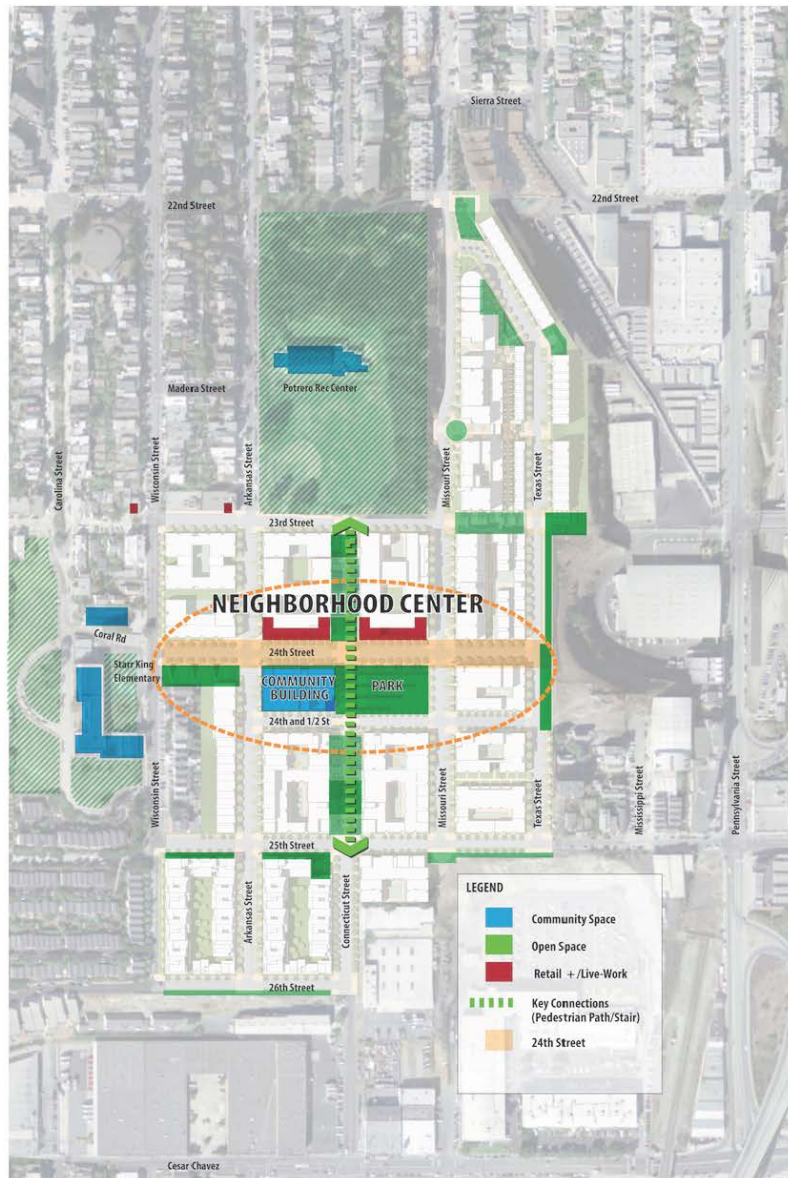 Sierra Street
22nd Street
22nd Street
Potrero Rec Center
Madera Street
Carolina Street
Wisconsin Street
Arkansas Street
Missouri Street
Texas Street
23rd Street
NEIGHBORHOOD CENTER
Coral Rd
24th Street
Starr King
Elementary
COMMUNITY
BUILDING
PARK
24th and 1/2 St
Wisconsin Street
Missouri Street
Texas Street
Mississippi Street
Pennsylvania Street
25th Street
Arkansas Street
Connecticut Street
LEGEND
Community Space
Open Space
Retail +/Live-Work
Key Connections
(Pedestrian Path/Stair)
24th Street
26th Street
Cesar Chavez